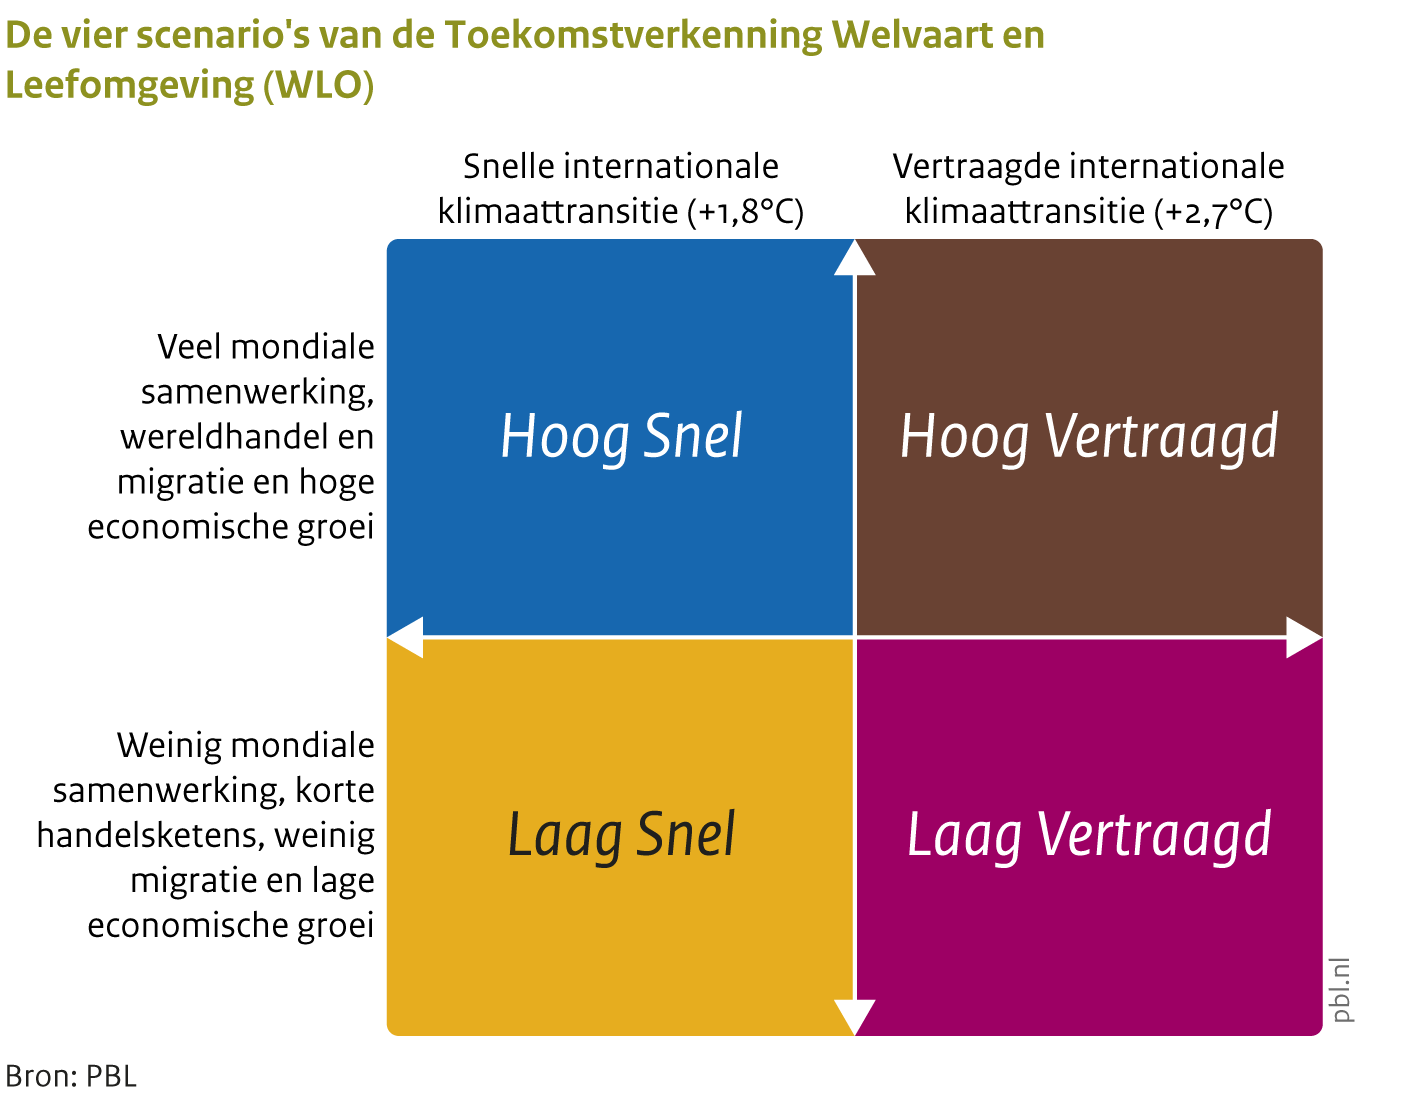 De vier scenario's van de Toekomstverkenning Welvaart en
Leefomgeving (WLO)
Snelle internationale
klimaattransitie (+1,8°C)
Vertraagde internationale
klimaattransitie (+2,7°C)
Veel mondiale
samenwerking,
wereldhandel en
migratie en hoge
economische groei
Hoog Snel
Hoog Vertraagd
Weinig mondiale
samenwerking, korte
handelsketens, weinig
migratie en lage
economische groei
Laag Snel
Laag Vertraagd
pbl.nl
Bron: PBL